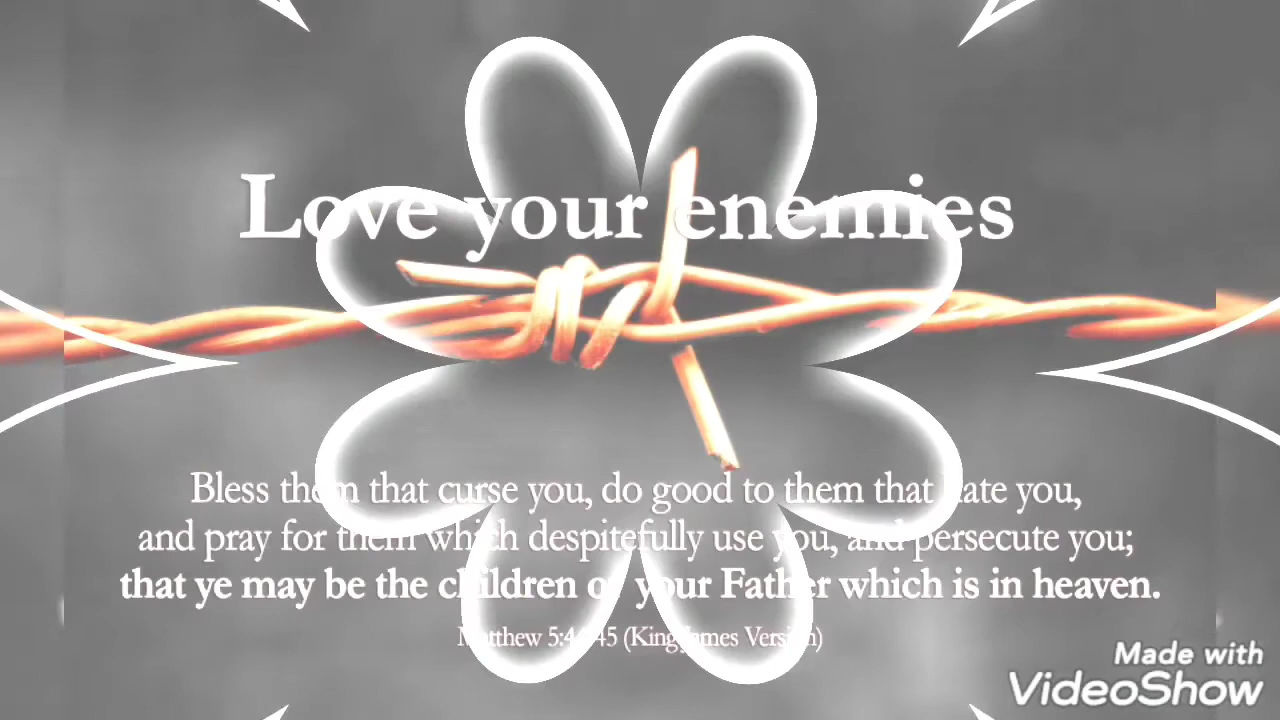 Love your enemies
Bless them that curse you, do good to them that hate you,
and pray for them which despitefully use you, and persecute you;
that ye may be the children of your Father which is in heaven.
Matthew 5:44-45 (King James Version)
Made with
VideoShow